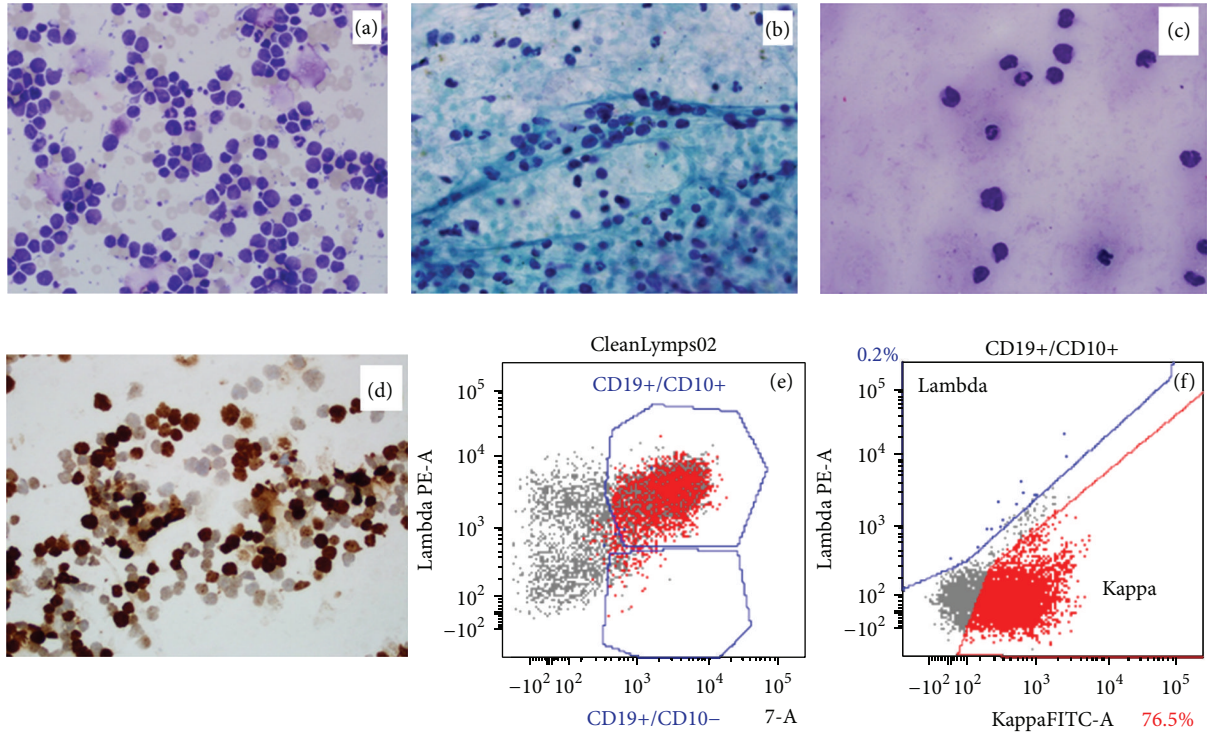 (a)
(b)
(c)
(d)
CleanLymps02
(e)
CD19+/CD10+
Lambda PE-A
10^5
10^4
10^3
10^2
−10^2
−10^2 10^2 10^3 10^4 10^5
CD19+/CD10− 7-A
0.2% CD19+/CD10+
(f)
Lambda
Lambda PE-A
10^5
10^4
10^3
10^2
−10^2
Kappa
−10^2 10^2 10^3 10^4 10^5
KappaFITC-A 76.5%